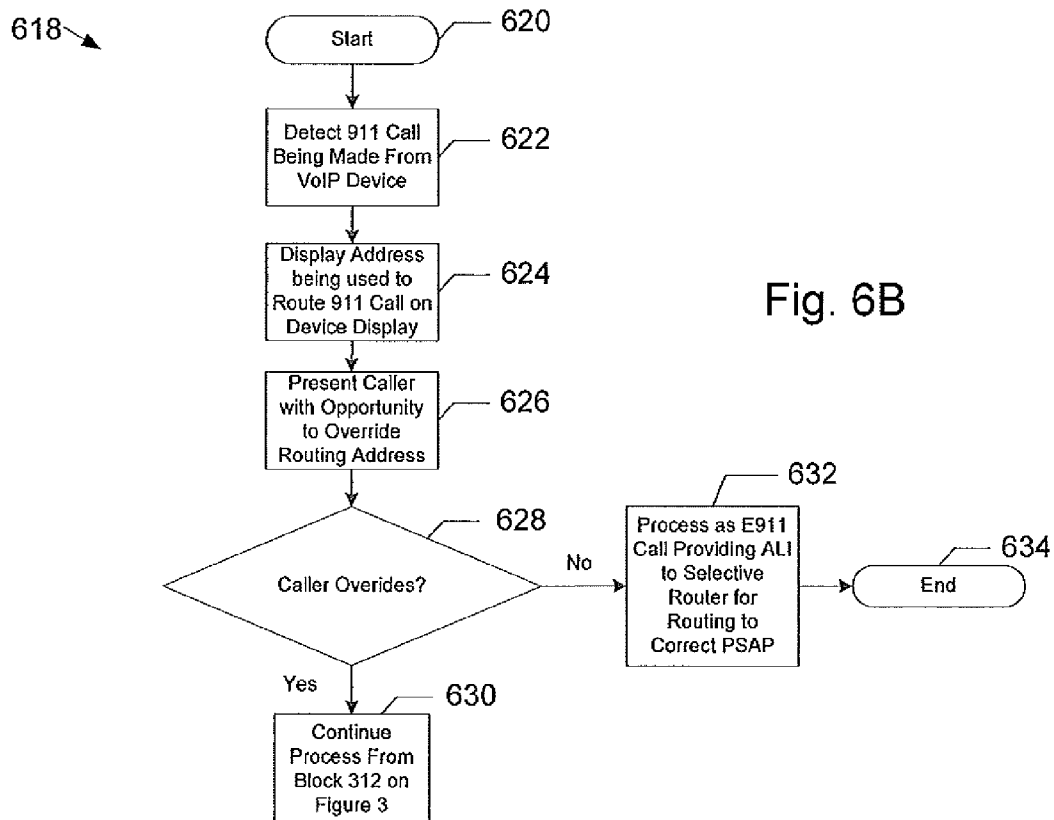 618
Start
620
Detect 911 Call
Being Made From
VoIP Device
622
Display Address
being used to
Route 911 Call on
Device Display
624
Fig. 6B
Present Caller
with Opportunity
to Override
Routing Address
626
Caller Overrides?
628
No
Process as E911
Call Providing ALI
to Selective
Router for
Routing to
Correct PSAP
632
End
634
Yes
Continue
Process From
Block 312 on
Figure 3
630